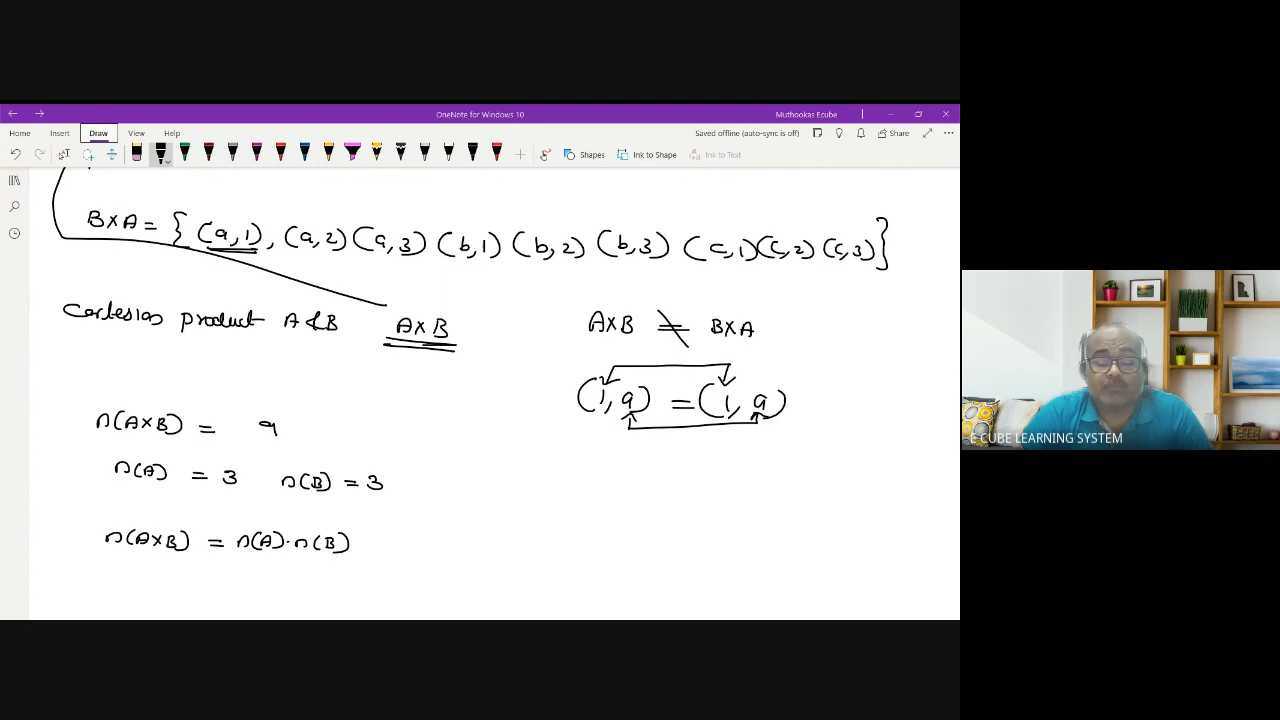 OneNote for Windows 10
Muthookas Ecube
Home Insert Draw View Help
Saved offline (auto-sync is off) Share
Shapes Ink to Shape Ink to Text
B×A = { (a,1), (a,2) (a,3) (b,1) (b,2) (b,3) (c,1) (c,2) (c,3) }
Cartesian product A & B A×B
A×B ≠ B×A
(1, a) = (1, a)
n(A×B) = 9
n(A) = 3 n(B) = 3
n(A×B) = n(A)·n(B)
E CUBE LEARNING SYSTEM